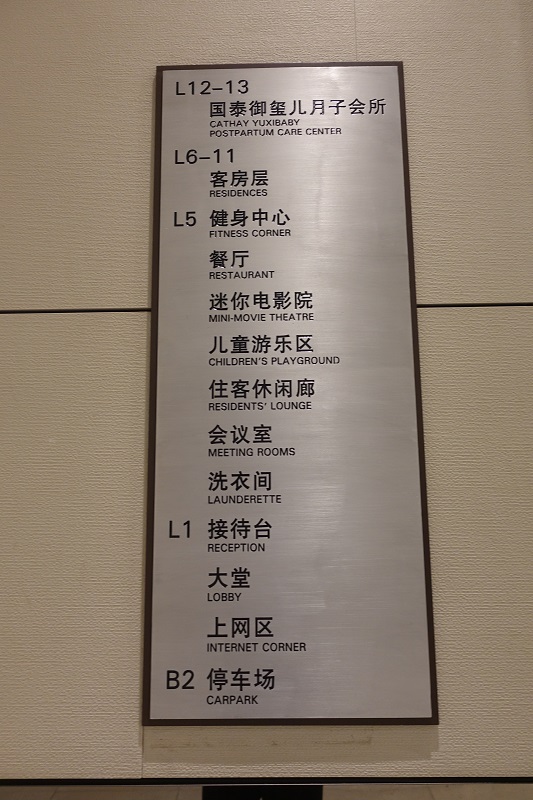 L12-13
国泰御玺儿月子会所
CATHAY YUXIBABY
POSTPARTUM CARE CENTER
L6-11
客房层
RESIDENCES
L5 健身中心
FITNESS CORNER
餐厅
RESTAURANT
迷你电影院
MINI-MOVIE THEATRE
儿童游乐区
CHILDREN'S PLAYGROUND
住客休闲廊
RESIDENTS' LOUNGE
会议室
MEETING ROOMS
洗衣间
LAUNDERETTE
L1 接待台
RECEPTION
大堂
LOBBY
上网区
INTERNET CORNER
B2 停车场
CARPARK